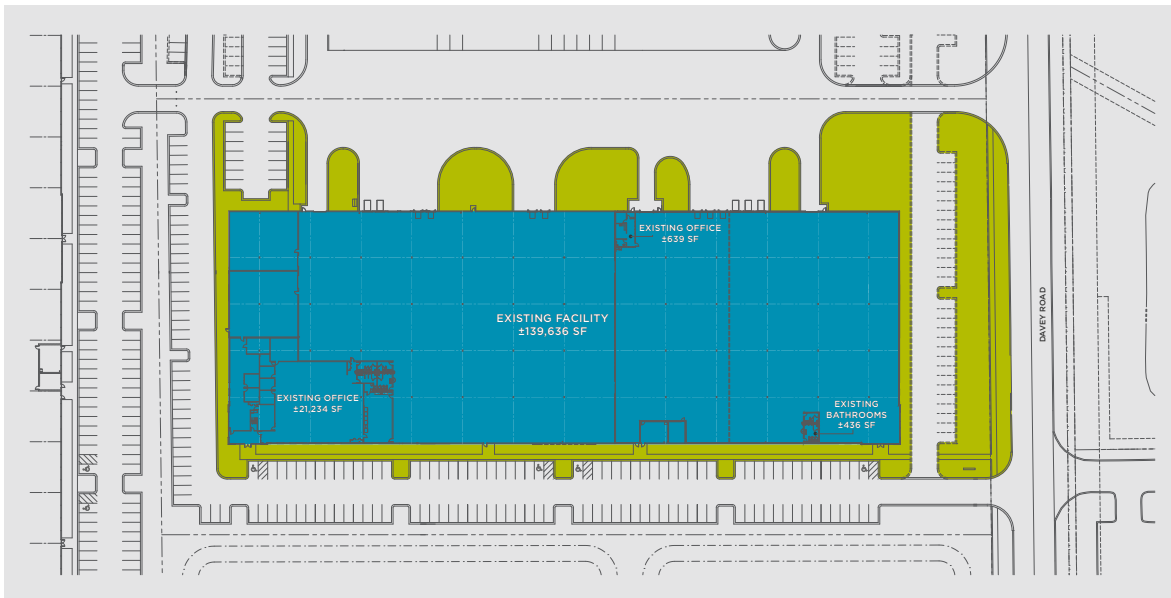 EXISTING OFFICE
±639 SF
EXISTING FACILITY
±139,636 SF
DAVEY ROAD
EXISTING OFFICE
±21,234 SF
EXISTING
BATHROOMS
±436 SF